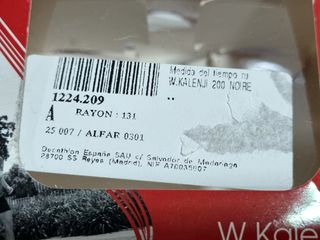 Medida del tiempo ru
W.KALENJI 200 NOIRE
1224.209
A
RAYON : 131
25 007 / ALFAR 0301
Decathlon España SAU c/ Salvador de Madariaga
28700 SS Reyes (Madrid), NIF A79935607
W Kale